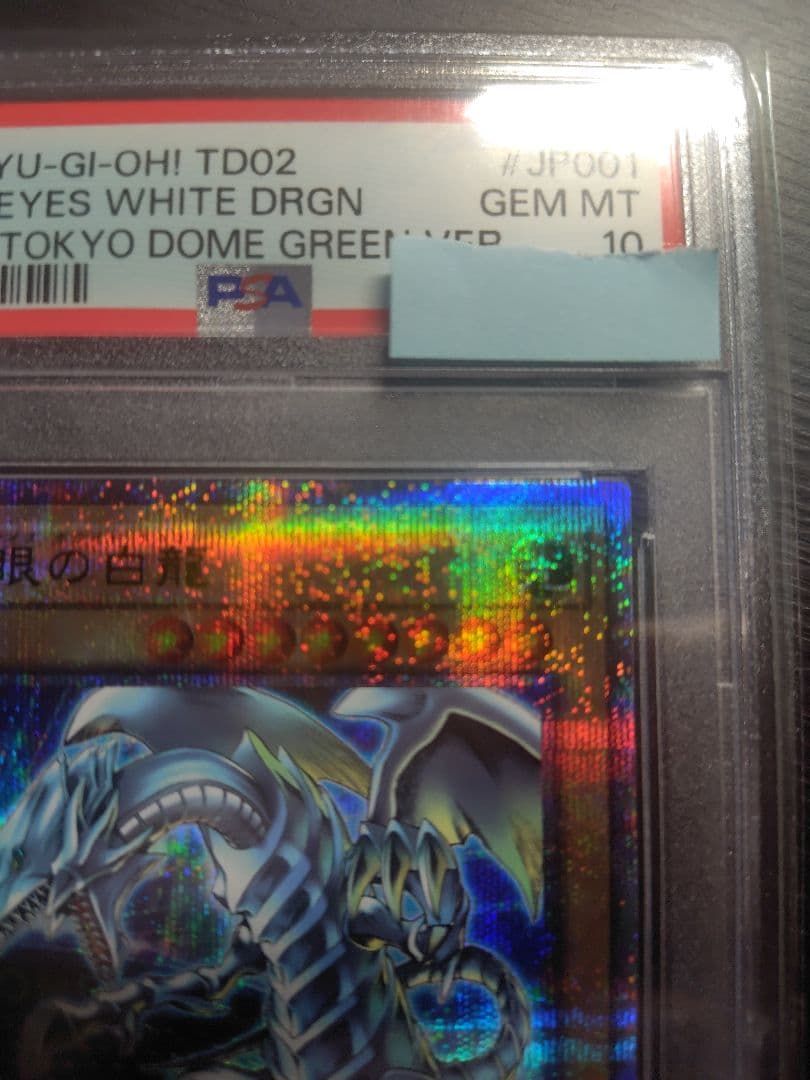 YU-GI-OH! TD02 #JP001
EYES WHITE DRGN GEM MT
TOKYO DOME GREEN VER 10
PSA
眼の白龍